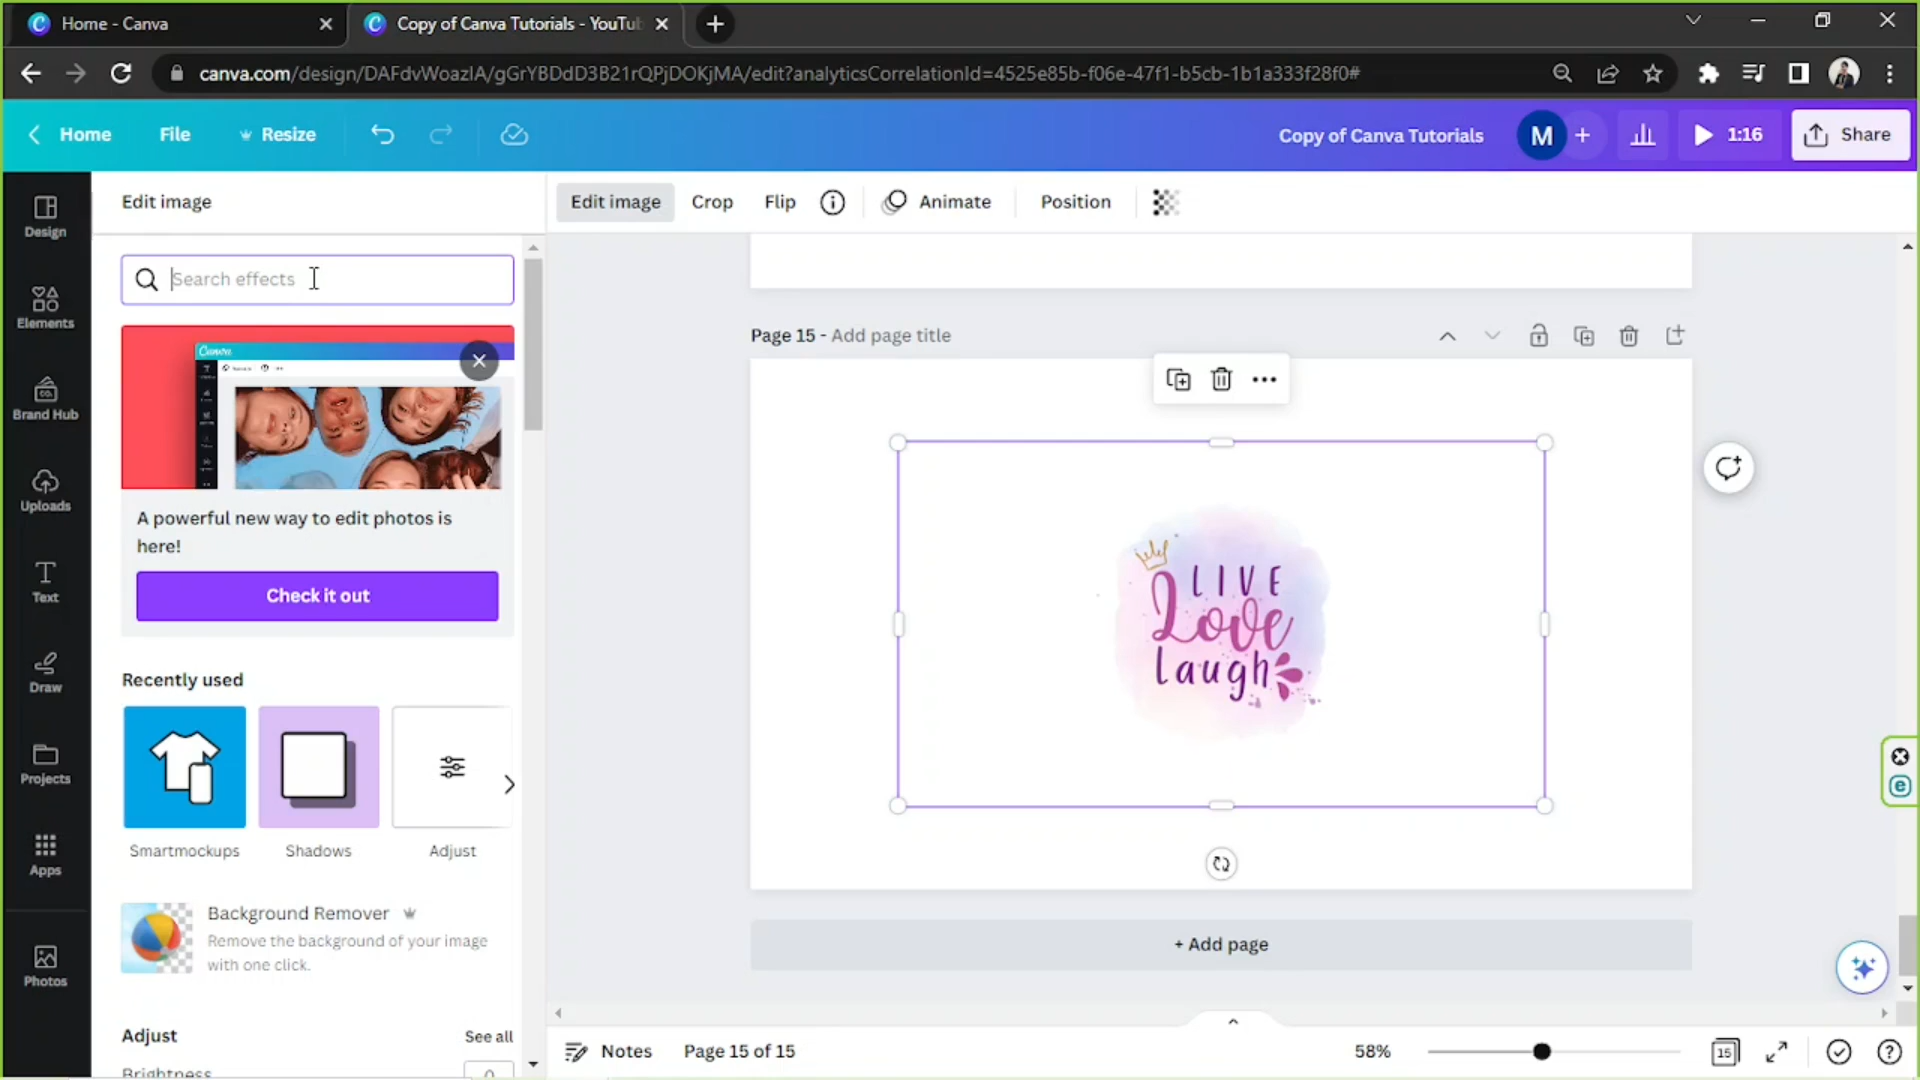 Home - Canva
Copy of Canva Tutorials - YouTu
canva.com/design/DAFdvWoazIA/gGrYBDdD3B21rQPjDOKjMA/edit?analyticsCorrelationId=4525e85b-f06e-47f1-b5cb-1b1a333f28f0#
Home
File
Resize
Copy of Canva Tutorials
M
1:16
Share
Design
Elements
Brand Hub
Uploads
Text
Draw
Projects
Apps
Photos
Edit image
Search effects
Canva
A powerful new way to edit photos is
here!
Check it out
Recently used
Smartmockups
Shadows
Adjust
Background Remover
Remove the background of your image
with one click.
Adjust
See all
Brightness
0
Edit image
Crop
Flip
Animate
Position
Page 15 - Add page title
LIVE
Love
Laugh
+ Add page
Notes
Page 15 of 15
58%
15